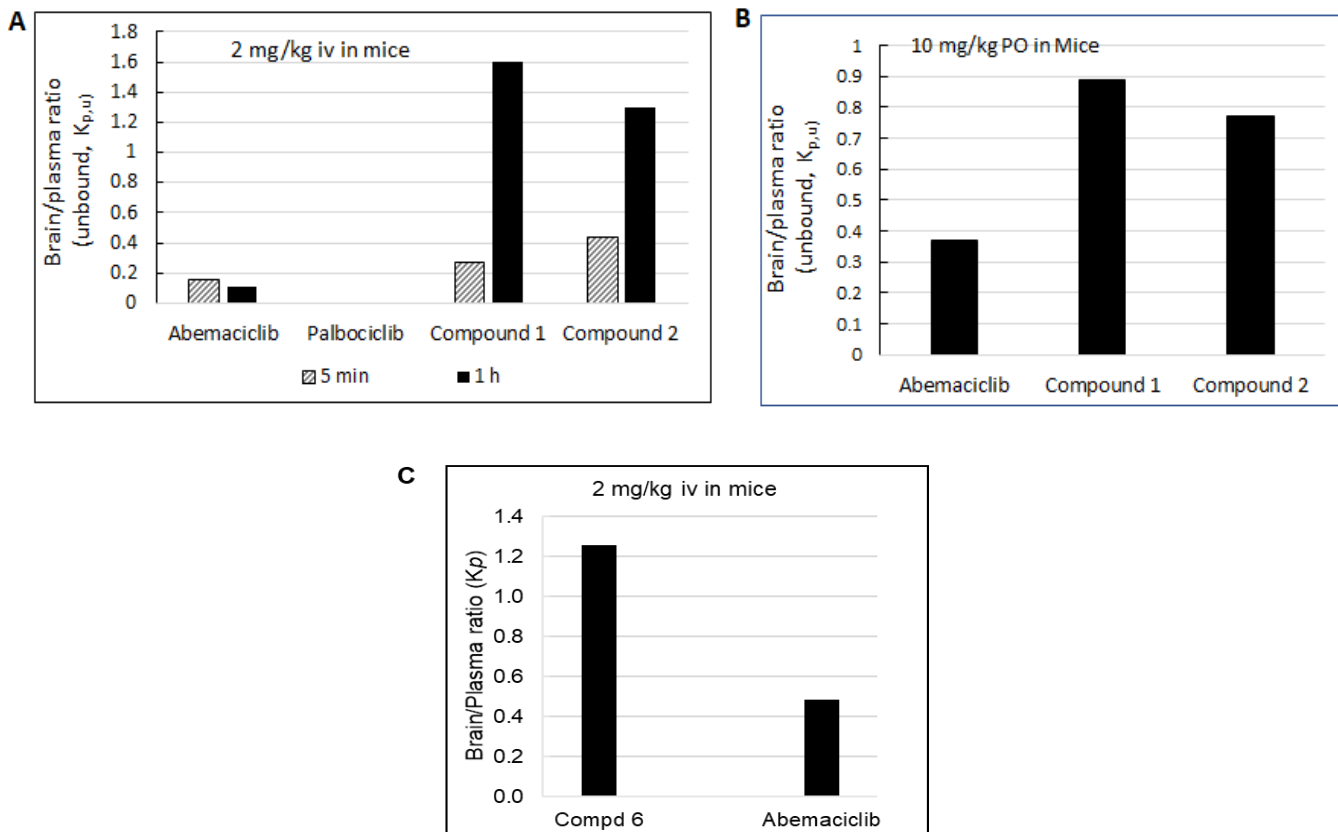 A
2 mg/kg iv in mice
Brain/plasma ratio
(unbound, Kp,u)
1.8
1.6
1.4
1.2
1
0.8
0.6
0.4
0.2
0
Abemaciclib Palbociclib Compound 1 Compound 2
5 min 1 h
B
10 mg/kg PO in Mice
Brain/plasma ratio
(unbound, Kp,u)
1
0.9
0.8
0.7
0.6
0.5
0.4
0.3
0.2
0.1
0
Abemaciclib Compound 1 Compound 2
C
2 mg/kg iv in mice
Brain/Plasma ratio (Kp)
1.4
1.2
1.0
0.8
0.6
0.4
0.2
0.0
Compd 6 Abemaciclib